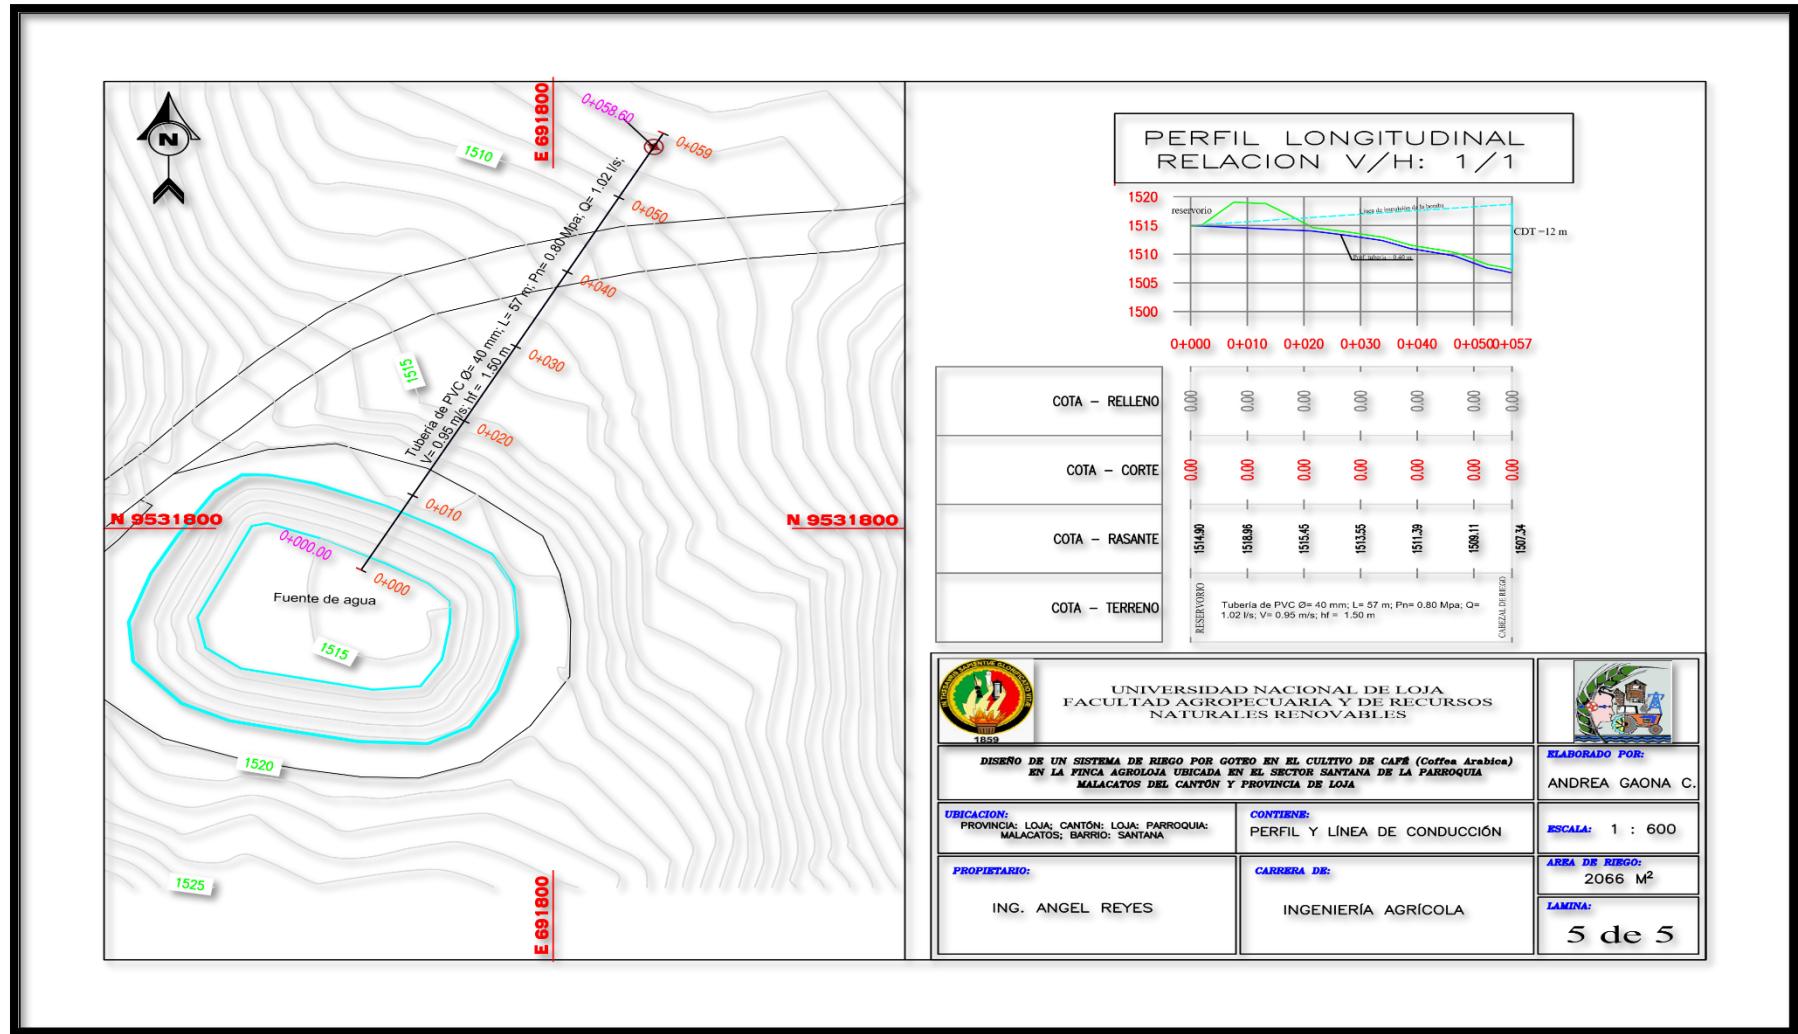 N
E 691800
0+058.60
0+059
1510
0+050
0+040
1515
0+030
0+020
0+010
Tubería de PVC Ø= 40 mm; L= 57 m; Pn= 0.80 Mpa; Q= 1.02 l/s;
V= 0.95 m/s; hf = 1.50 m
N 9531800
N 9531800
0+000.00
0+000
Fuente de agua
1515
1520
1525
E 691800
PERFIL LONGITUDINAL
RELACION V/H: 1/1
1520
1515
1510
1505
1500
reservorio
Linea de impulsión de la bomba
CDT =12 m
Prof. tubería = 0.40 m
0+000 0+010 0+020 0+030 0+040 0+050 0+057
COTA - RELLENO
0.00 0.00 0.00 0.00 0.00 0.00 0.00
COTA - CORTE
0.00 0.00 0.00 0.00 0.00 0.00 0.00
COTA - RASANTE
1514.90 1518.96 1515.45 1513.55 1511.39 1509.11 1507.34
COTA - TERRENO
RESERVORIO
Tubería de PVC Ø= 40 mm; L= 57 m; Pn= 0.80 Mpa; Q=
1.02 l/s; V= 0.95 m/s; hf = 1.50 m
CABEZAL DE RIEGO
1859
UNIVERSIDAD NACIONAL DE LOJA
FACULTAD AGROPECUARIA Y DE RECURSOS
NATURALES RENOVABLES
DISEÑO DE UN SISTEMA DE RIEGO POR GOTEO EN EL CULTIVO DE CAFÉ (Coffea Arabica)
EN LA FINCA AGROLOJA UBICADA EN EL SECTOR SANTANA DE LA PARROQUIA
MALACATOS DEL CANTÓN Y PROVINCIA DE LOJA
ELABORADO POR:
ANDREA GAONA C.
UBICACION:
PROVINCIA: LOJA; CANTÓN: LOJA: PARROQUIA:
MALACATOS; BARRIO: SANTANA
CONTIENE:
PERFIL Y LÍNEA DE CONDUCCIÓN
ESCALA: 1 : 600
PROPIETARIO:
ING. ANGEL REYES
CARRERA DE:
INGENIERÍA AGRÍCOLA
AREA DE RIEGO:
2066 M²
LAMINA:
5 de 5